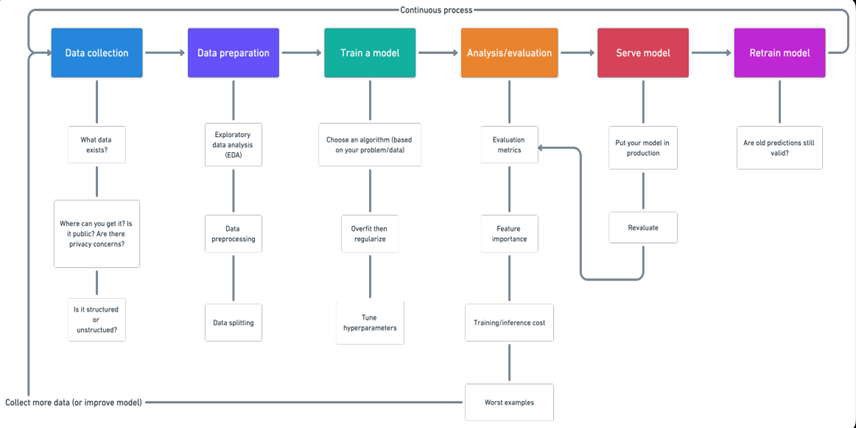 Continuous process
Data collection
Data preparation
Train a model
Analysis/evaluation
Serve model
Retrain model
What data
exists?
Exploratory
data analysis
(EDA)
Choose an algorithm (based
on your problem/data)
Evaluation
metrics
Put your model in
production
Are old predictions still
valid?
Where can you get it? Is
it public? Are there
privacy concerns?
Data
preprocessing
Overfit then
regularize
Feature
importance
Revaluate
Is it structured
or
unstructued?
Data splitting
Tune
hyperparameters
Training/inference cost
Collect more data (or improve model)
Worst examples